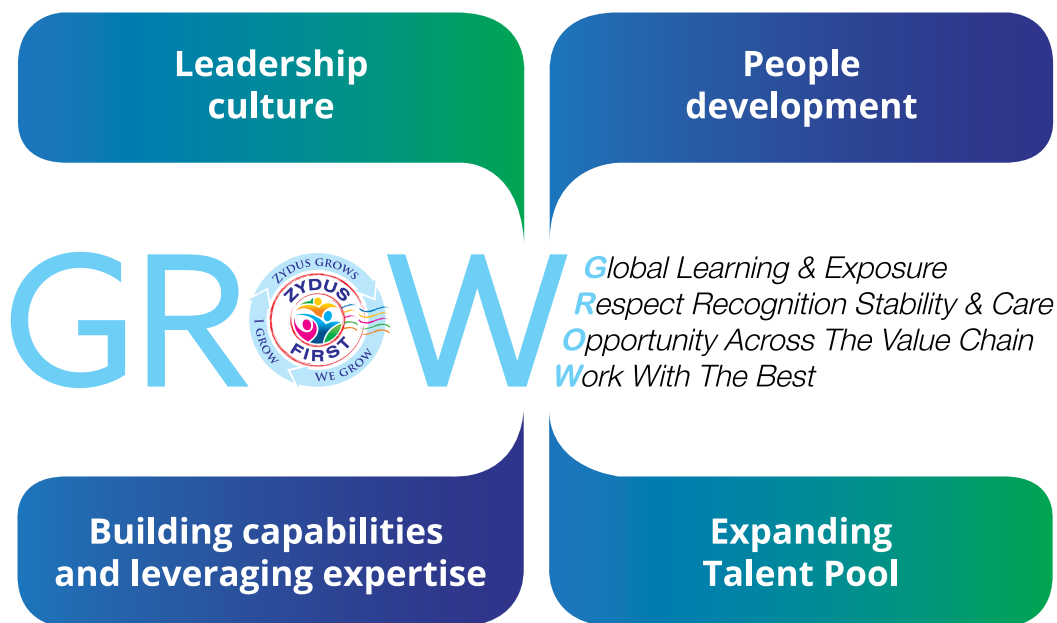 Leadership
culture
People
development
GROW
ZYDUS GROWS
I GROW
WE GROW
ZYDUS
FIRST
Global Learning & Exposure
Respect Recognition Stability & Care
Opportunity Across The Value Chain
Work With The Best
Building capabilities
and leveraging expertise
Expanding
Talent Pool